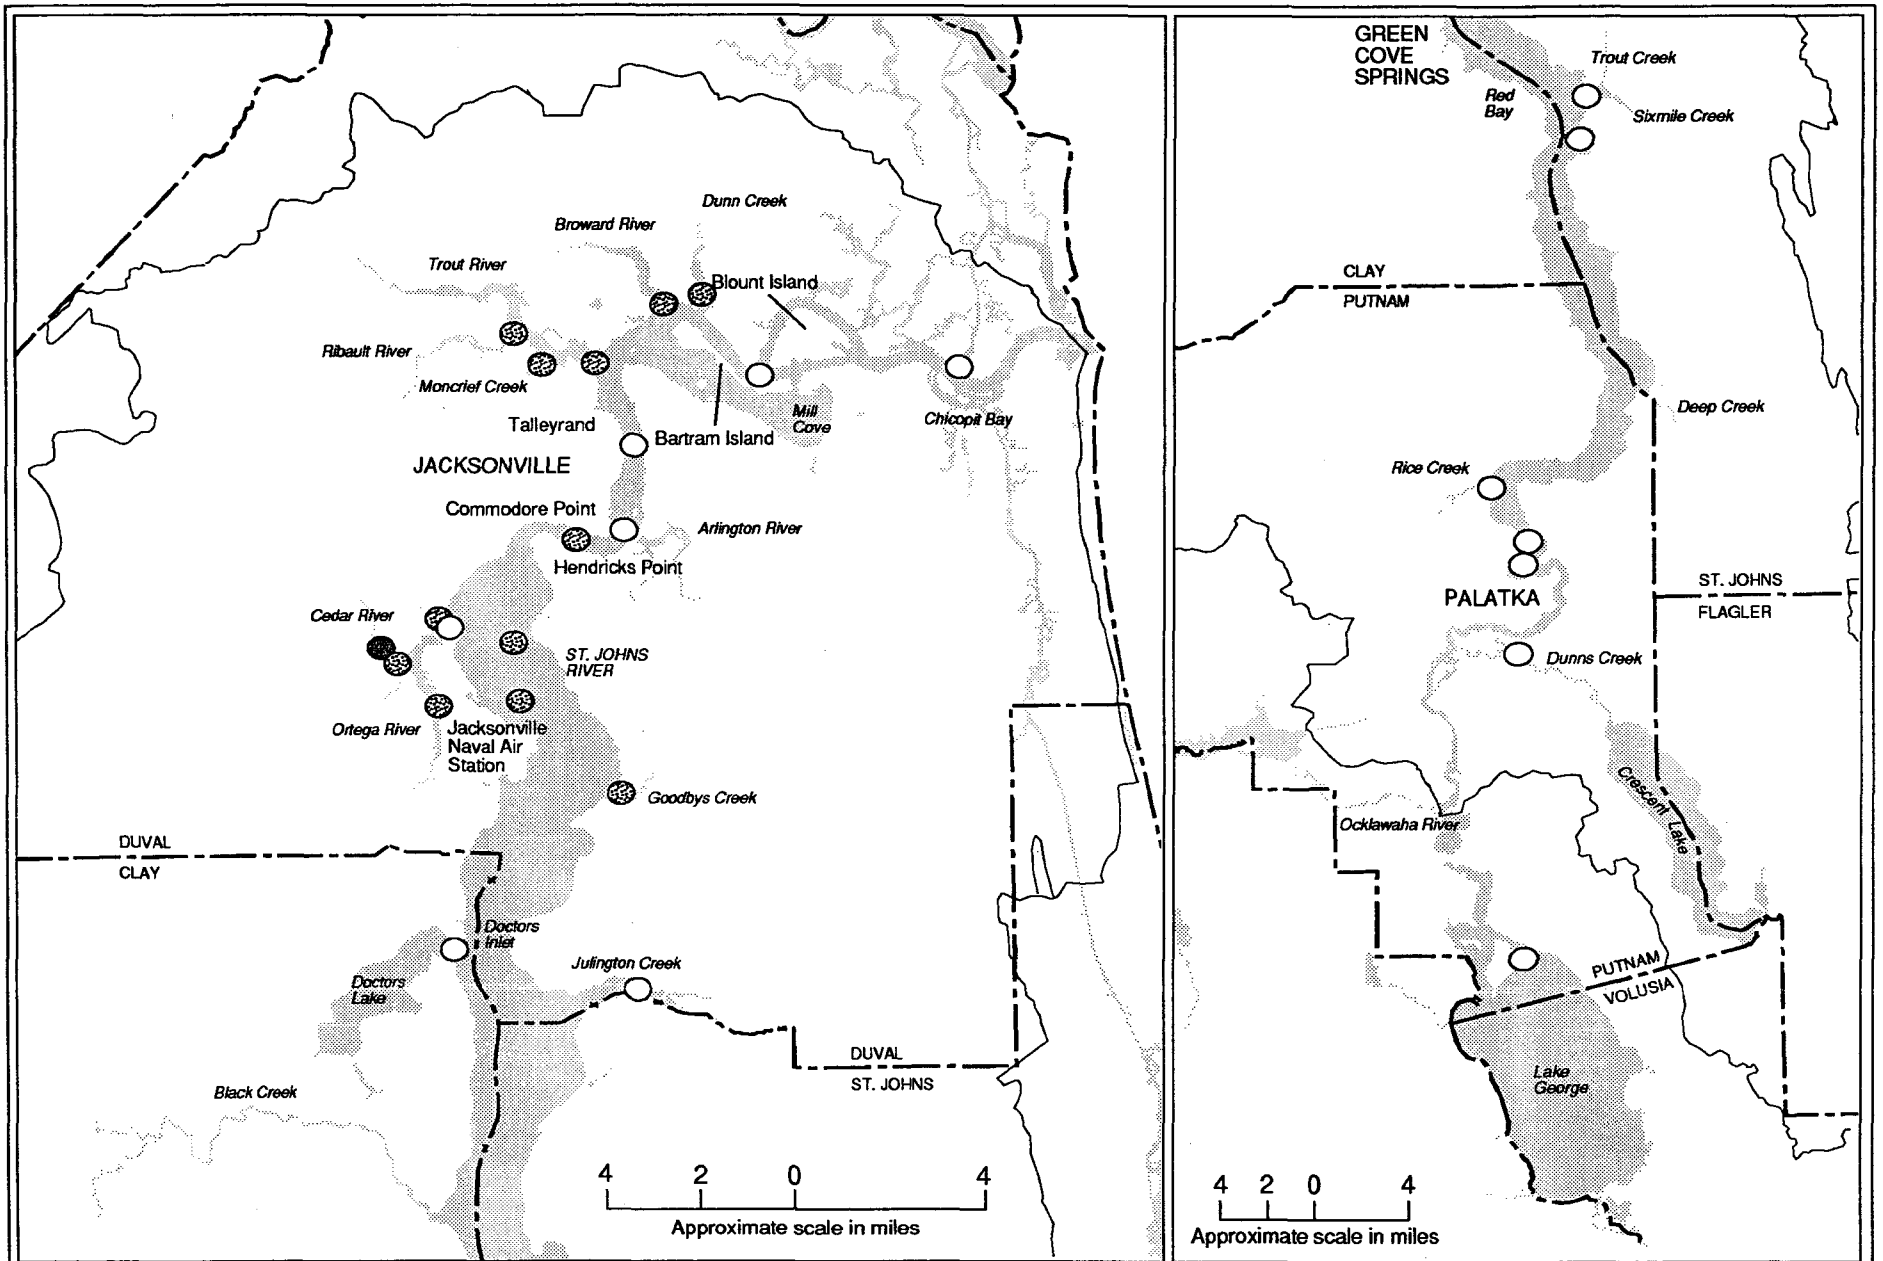 Dunn Creek
Broward River
Trout River
Blount Island
Ribault River
Moncrief Creek
Mill
Cove
Chicopit Bay
Talleyrand
Bartram Island
JACKSONVILLE
Commodore Point
Arlington River
Hendricks Point
Cedar River
ST. JOHNS
RIVER
Ortega River
Jacksonville
Naval Air
Station
Goodbys Creek
DUVAL
CLAY
Doctors
Inlet
Julington Creek
Doctors
Lake
DUVAL
ST. JOHNS
Black Creek
4 2 0 4
Approximate scale in miles
GREEN
COVE
SPRINGS
Trout Creek
Red
Bay
Sixmile Creek
CLAY
PUTNAM
Deep Creek
Rice Creek
ST. JOHNS
FLAGLER
PALATKA
Dunns Creek
Crescent Lake
Ocklawaha River
PUTNAM
VOLUSIA
Lake
George
4 2 0 4
Approximate scale in miles